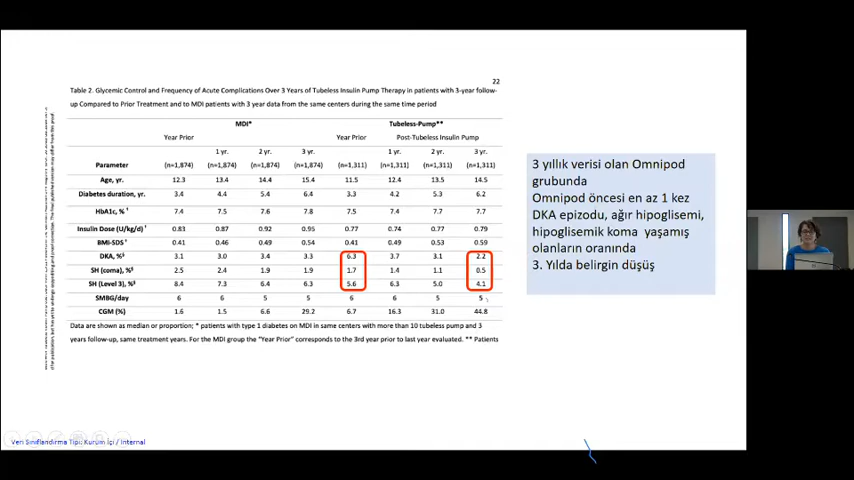 22
Table 2. Glycemic Control and Frequency of Acute Complications Over 3 Years of Tubeless Insulin Pump Therapy in patients with 3-year follow-
up Compared to Prior Treatment and to MDI patients with 3 year data from the same centers during the same time period
MDI* Tubeless-Pump**
Year Prior Year Prior Post-Tubeless Insulin Pump
1 yr. 2 yr. 3 yr. 1 yr. 2 yr. 3 yr.
Parameter (n=1,874) (n=1,874) (n=1,874) (n=1,874) (n=1,311) (n=1,311) (n=1,311) (n=1,311)
Age, yr. 12.3 13.4 14.4 15.4 11.5 12.4 13.5 14.5
Diabetes duration, yr. 3.4 4.4 5.4 6.4 3.3 4.2 5.3 6.2
HbA1c, % † 7.4 7.5 7.6 7.8 7.5 7.4 7.7 7.7
Insulin Dose (U/kg/d) † 0.83 0.87 0.92 0.95 0.77 0.74 0.77 0.79
BMI-SDS † 0.41 0.46 0.49 0.54 0.41 0.49 0.53 0.59
DKA, %§ 3.1 3.0 3.4 3.3 6.3 3.7 3.1 2.2
SH (coma), %§ 2.5 2.4 1.9 1.9 1.7 1.4 1.1 0.5
SH (Level 3), %§ 8.4 7.3 6.4 6.3 5.6 6.3 5.0 4.1
SMBG/day 6 6 5 5 6 6 5 5
CGM (%) 1.6 1.5 6.6 29.2 6.7 16.3 31.0 44.8
Data are shown as median or proportion; * patients with type 1 diabetes on MDI in same centers with more than 10 tubeless pump and 3
years follow-up, same treatment years. For the MDI group the "Year Prior" corresponds to the 3rd year prior to last year evaluated. ** Patients
3 yıllık verisi olan Omnipod
grubunda
Omnipod öncesi en az 1 kez
DKA epizodu, ağır hipoglisemi,
hipoglisemik koma yaşamış
olanların oranında
3. Yılda belirgin düşüş
Veri Sınıflandırma Tipi: Kurum İçi / Internal